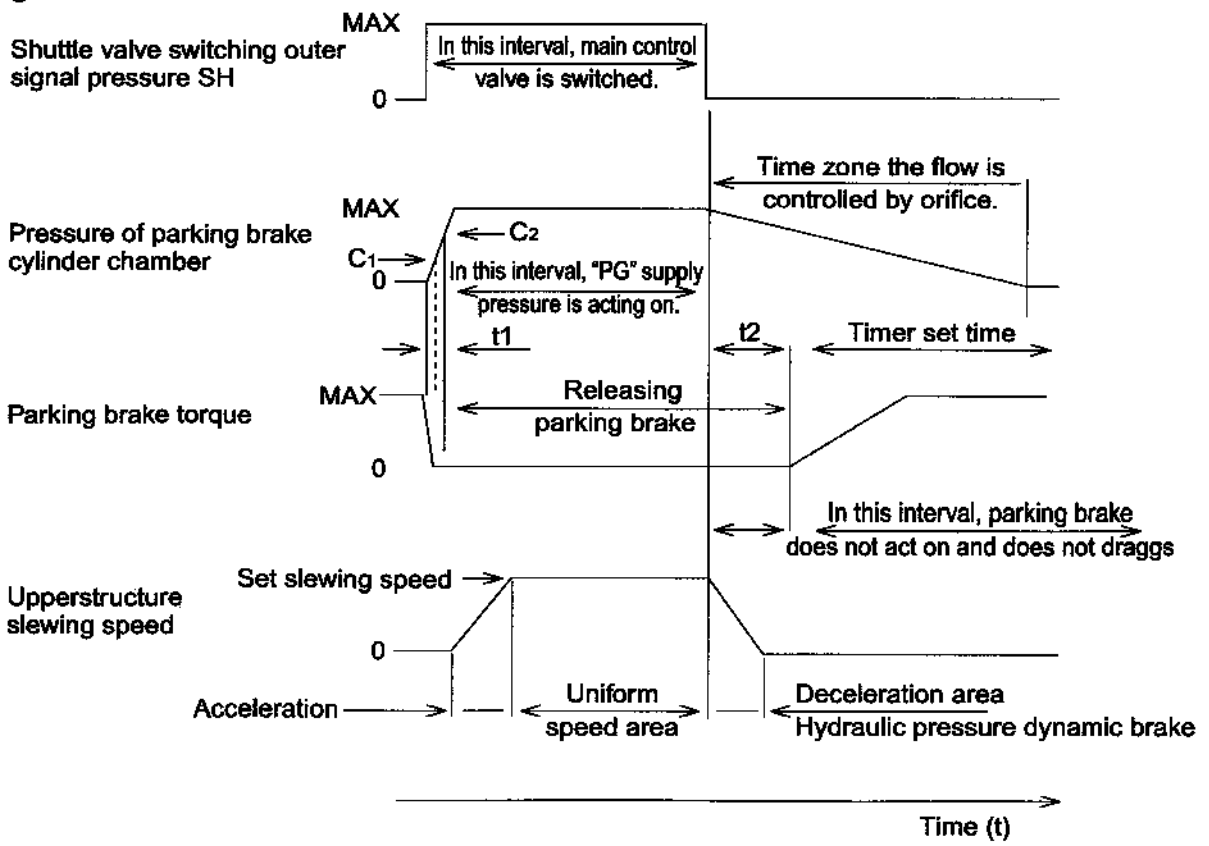 MAX
Shuttle valve switching outer
signal pressure SH
In this interval, main control
valve is switched.
0
Time zone the flow is
controlled by orifice.
MAX
Pressure of parking brake
cylinder chamber
C1
C2
0
In this interval, "PG" supply
pressure is acting on.
t1
t2
Timer set time
MAX
Parking brake torque
Releasing
parking brake
0
In this interval, parking brake
does not act on and does not draggs
Set slewing speed
Upperstructure
slewing speed
0
Acceleration
Uniform
speed area
Deceleration area
Hydraulic pressure dynamic brake
Time (t)